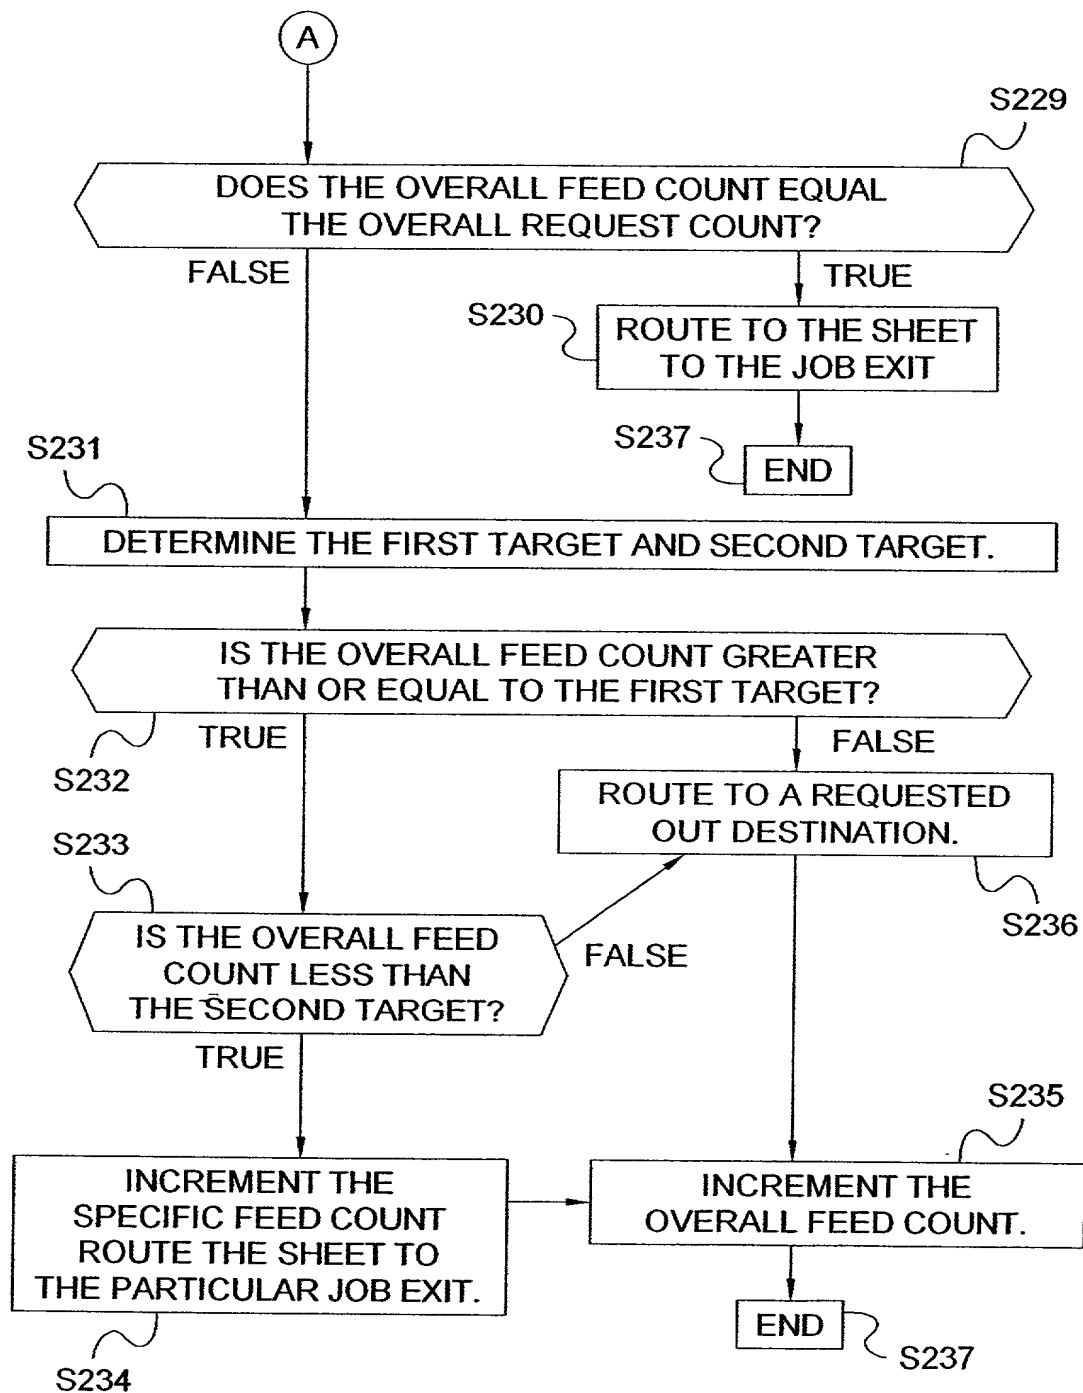 A
S229
DOES THE OVERALL FEED COUNT EQUAL
THE OVERALL REQUEST COUNT?
FALSE
TRUE
S230
ROUTE TO THE SHEET
TO THE JOB EXIT
S237
END
S231
DETERMINE THE FIRST TARGET AND SECOND TARGET.
IS THE OVERALL FEED COUNT GREATER
THAN OR EQUAL TO THE FIRST TARGET?
TRUE
FALSE
S232
ROUTE TO A REQUESTED
OUT DESTINATION.
S233
S236
IS THE OVERALL FEED
COUNT LESS THAN
THE SECOND TARGET?
FALSE
TRUE
S235
INCREMENT THE
SPECIFIC FEED COUNT
ROUTE THE SHEET TO
THE PARTICULAR JOB EXIT.
INCREMENT THE
OVERALL FEED COUNT.
END
S237
S234